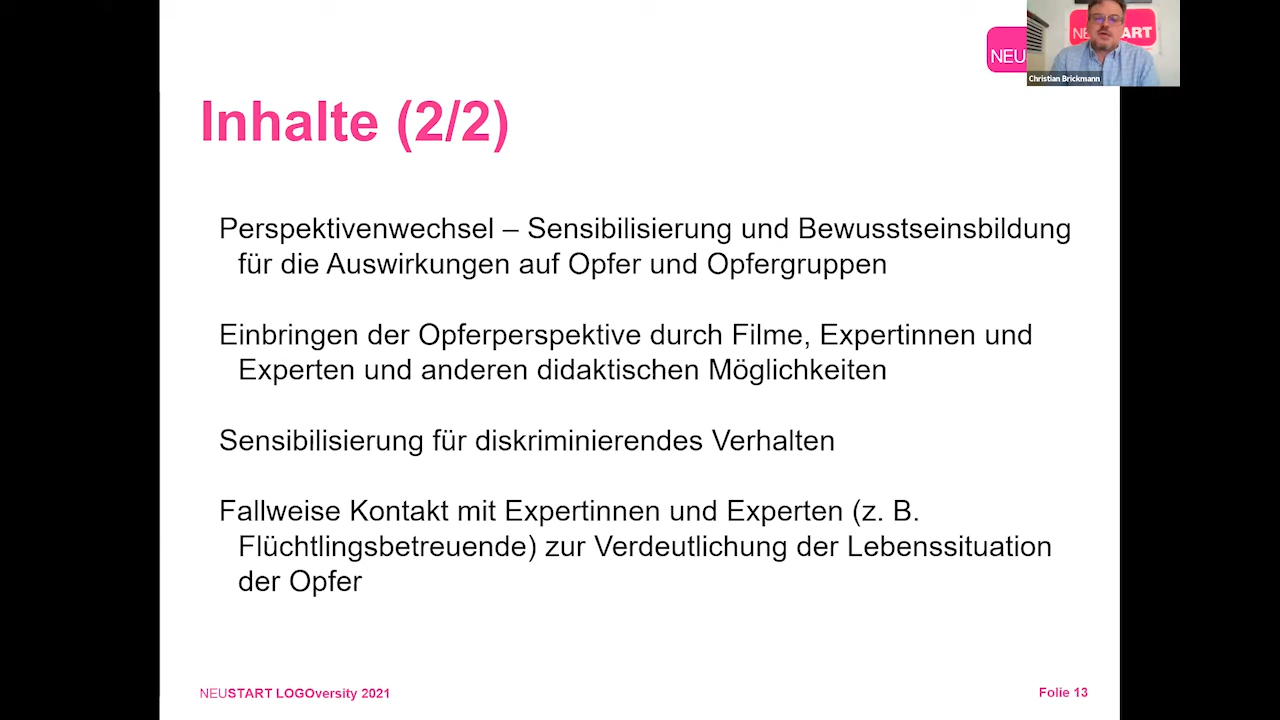 NEU
NEUSTART
Christian Brickmann
Inhalte (2/2)
Perspektivenwechsel – Sensibilisierung und Bewusstseinsbildung
für die Auswirkungen auf Opfer und Opfergruppen
Einbringen der Opferperspektive durch Filme, Expertinnen und
Experten und anderen didaktischen Möglichkeiten
Sensibilisierung für diskriminierendes Verhalten
Fallweise Kontakt mit Expertinnen und Experten (z. B.
Flüchtlingsbetreuende) zur Verdeutlichung der Lebenssituation
der Opfer
NEUSTART LOGOversity 2021
Folie 13